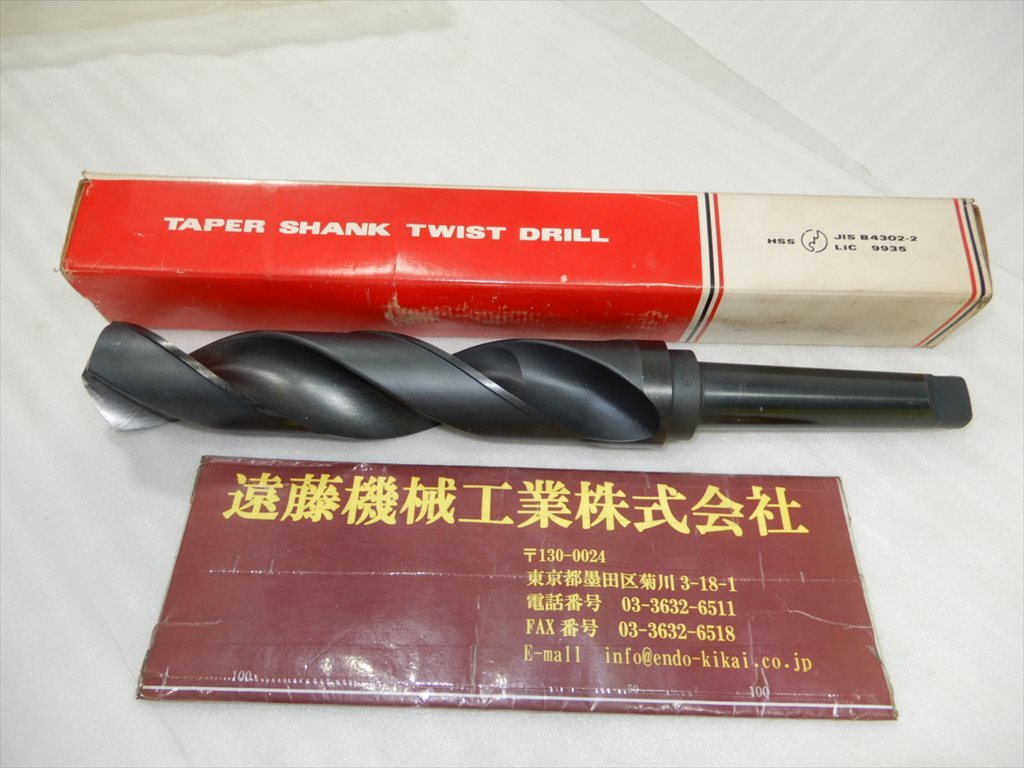 TAPER SHANK TWIST DRILL
HSS JIS B4302-2
LIC 9935
遠藤機械工業株式会社
〒130-0024
東京都墨田区菊川 3-18-1
電話番号 03-3632-6511
FAX 番号 03-3632-6518
E-mall info@endo-kikai.co.jp
100 50 100